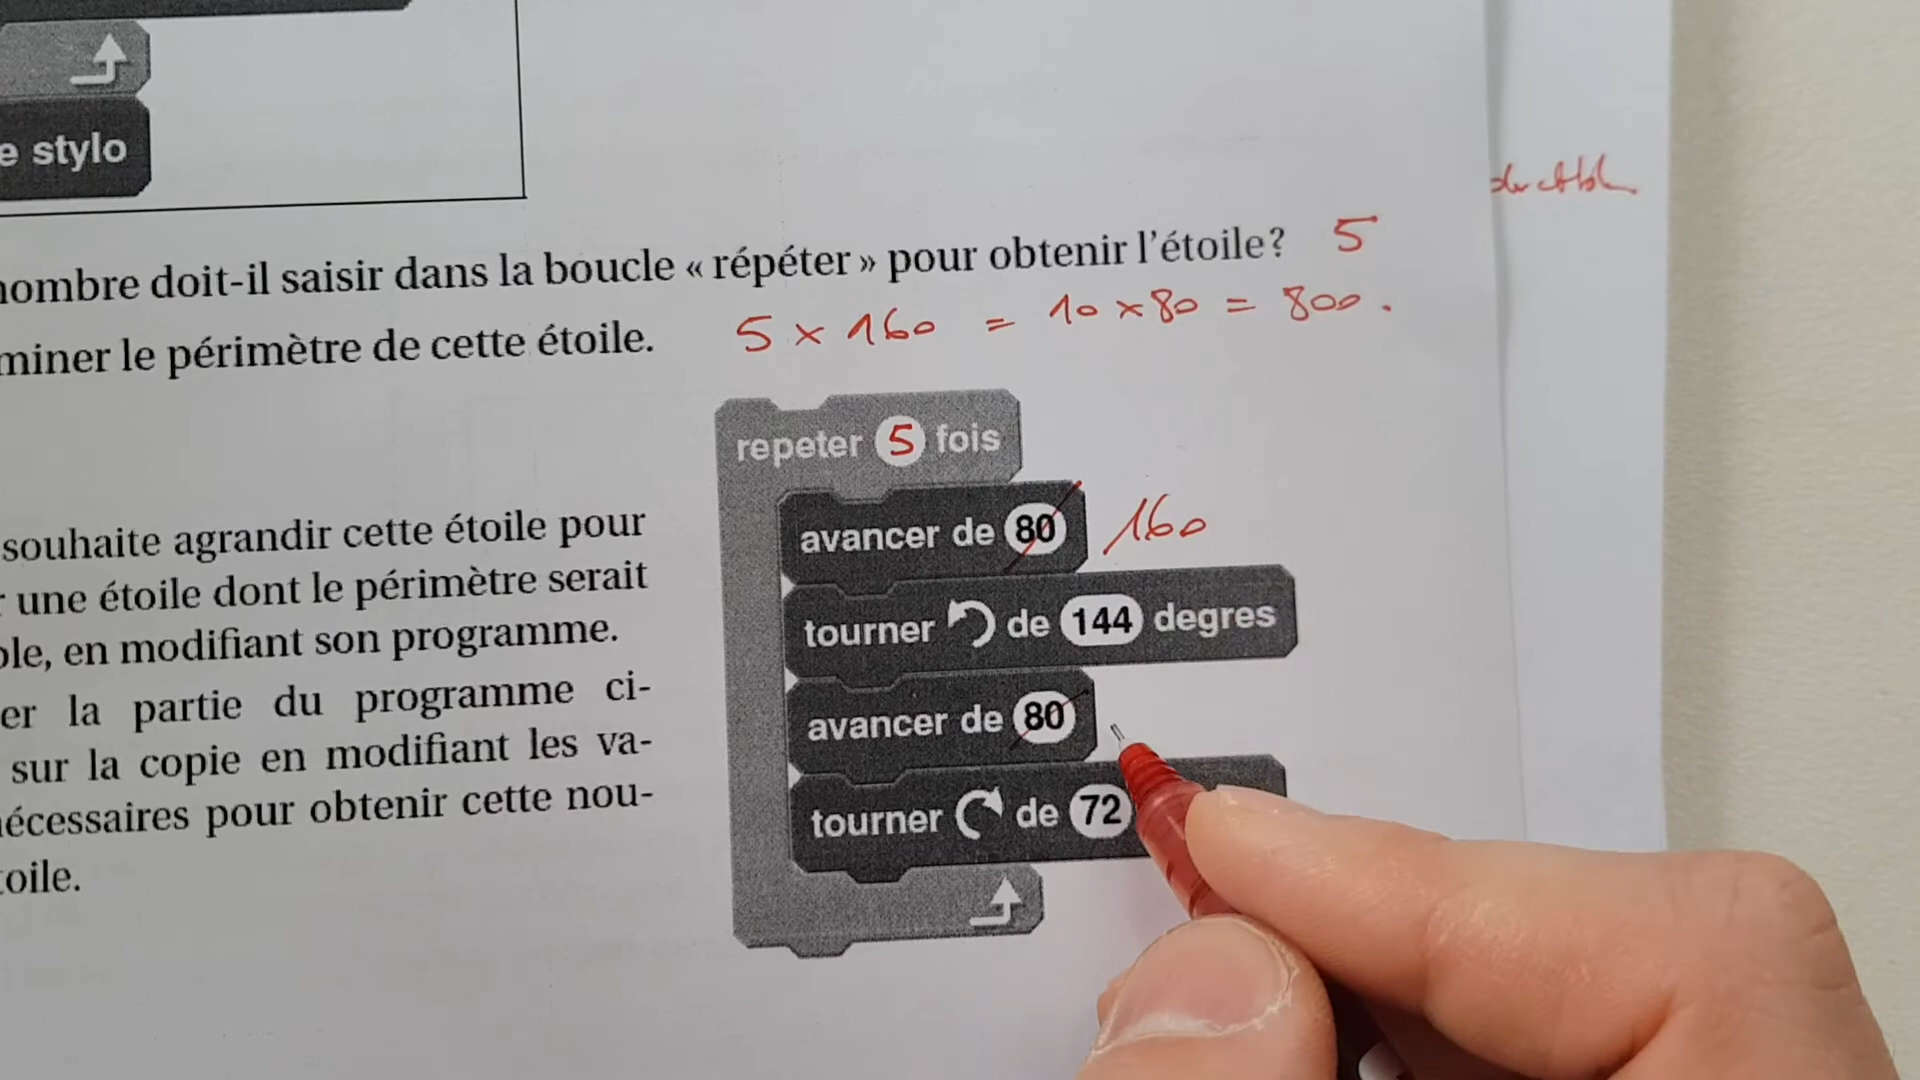 e stylo
nombre doit-il saisir dans la boucle « répéter » pour obtenir l'étoile? 5
miner le périmètre de cette étoile. 5 x 160 = 10 x 80 = 800.
souhaite agrandir cette étoile pour
une étoile dont le périmètre serait
ble, en modifiant son programme.
er la partie du programme ci-
sur la copie en modifiant les va-
nécessaires pour obtenir cette nou-
toile.
repeter 5 fois
avancer de 80 160
tourner de 144 degres
avancer de 80
tourner de 72